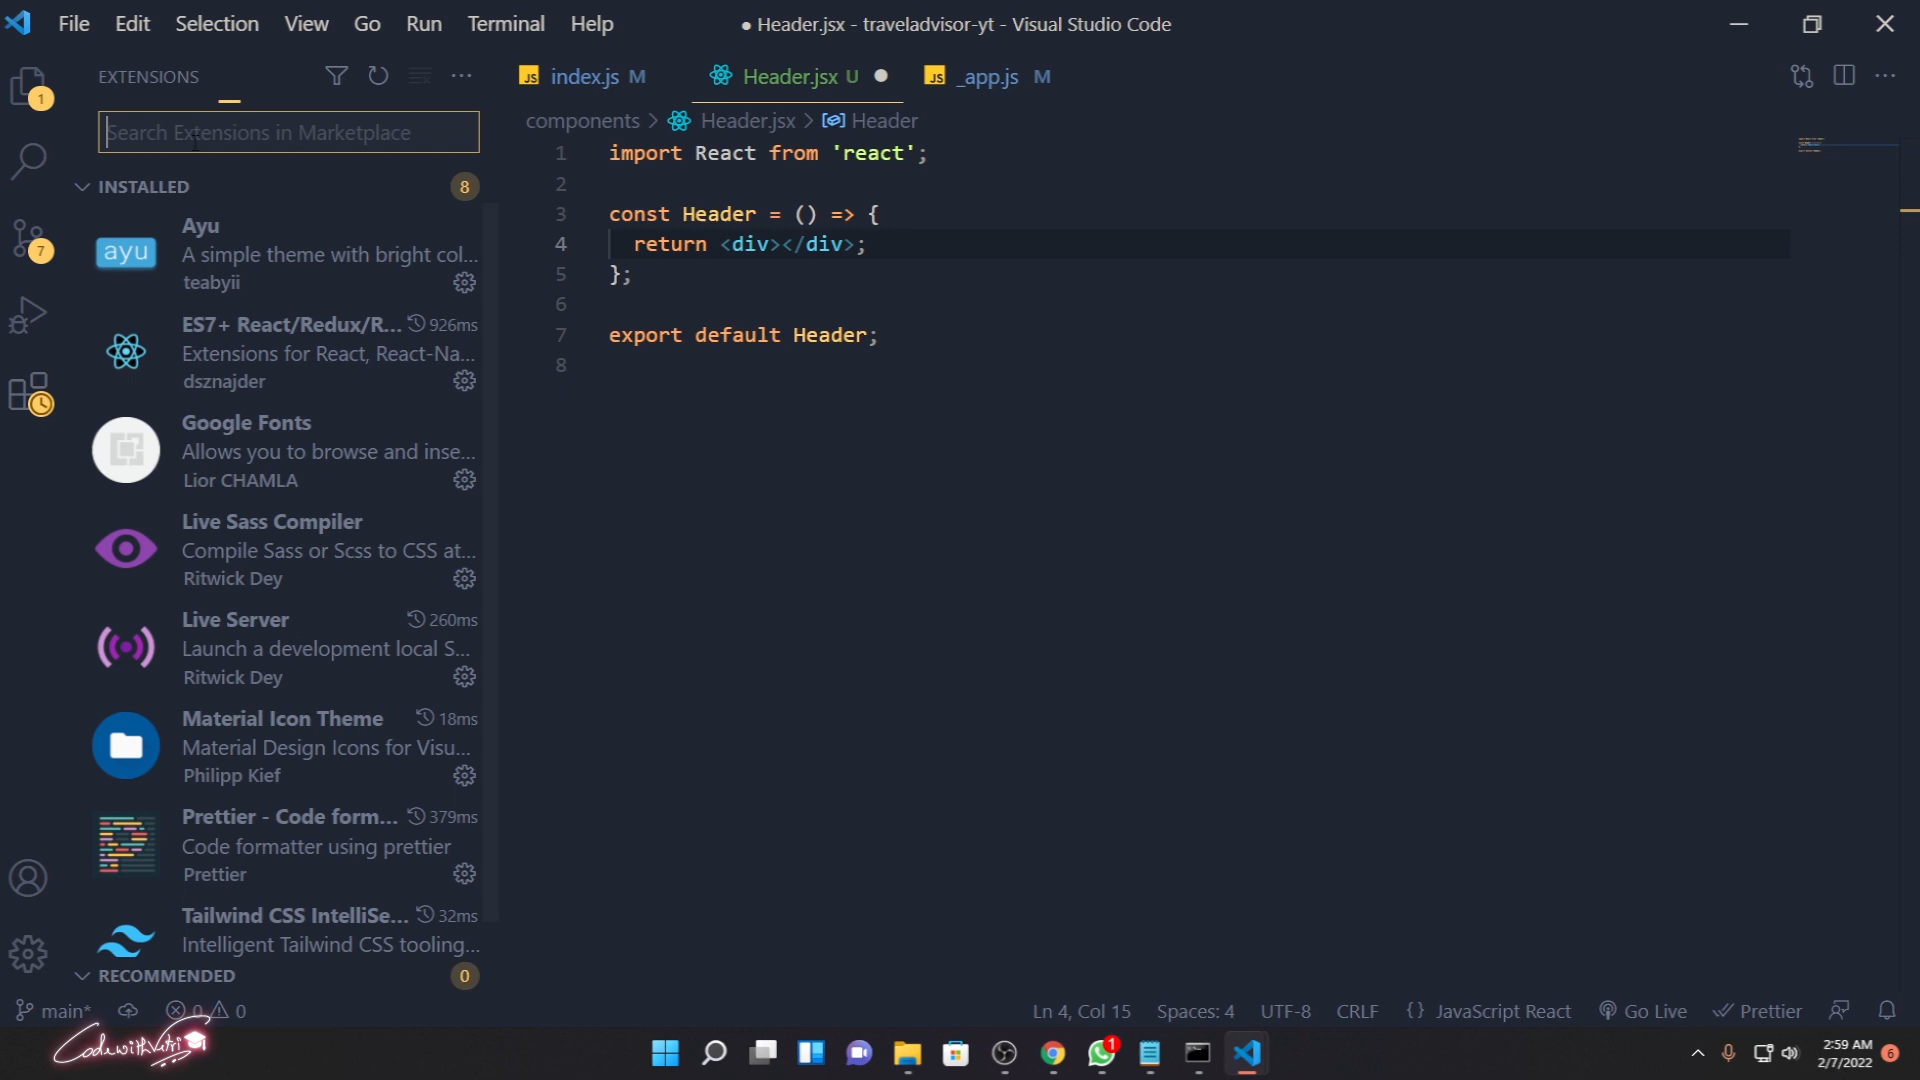 File Edit Selection View Go Run Terminal Help
● Header.jsx - traveladvisor-yt - Visual Studio Code
EXTENSIONS
index.js M
Header.jsx U
_app.js M
Search Extensions in Marketplace
components > Header.jsx > Header
INSTALLED 8
Ayu
ayu
A simple theme with bright col...
teabyii
ES7+ React/Redux/R... 926ms
Extensions for React, React-Na...
dsznajder
Google Fonts
Allows you to browse and inse...
Lior CHAMLA
Live Sass Compiler
Compile Sass or Scss to CSS at...
Ritwick Dey
Live Server 260ms
Launch a development local S...
Ritwick Dey
Material Icon Theme 18ms
Material Design Icons for Visu...
Philipp Kief
Prettier - Code form... 379ms
Code formatter using prettier
Prettier
Tailwind CSS IntelliSe... 32ms
Intelligent Tailwind CSS tooling...
RECOMMENDED 0
1
7
1 import React from 'react';
2
3 const Header = () => {
4 return <div></div>;
5 };
6
7 export default Header;
8
main* 0 0
Ln 4, Col 15 Spaces: 4 UTF-8 CRLF {} JavaScript React Go Live Prettier
1
2:59 AM
2/7/2022
6